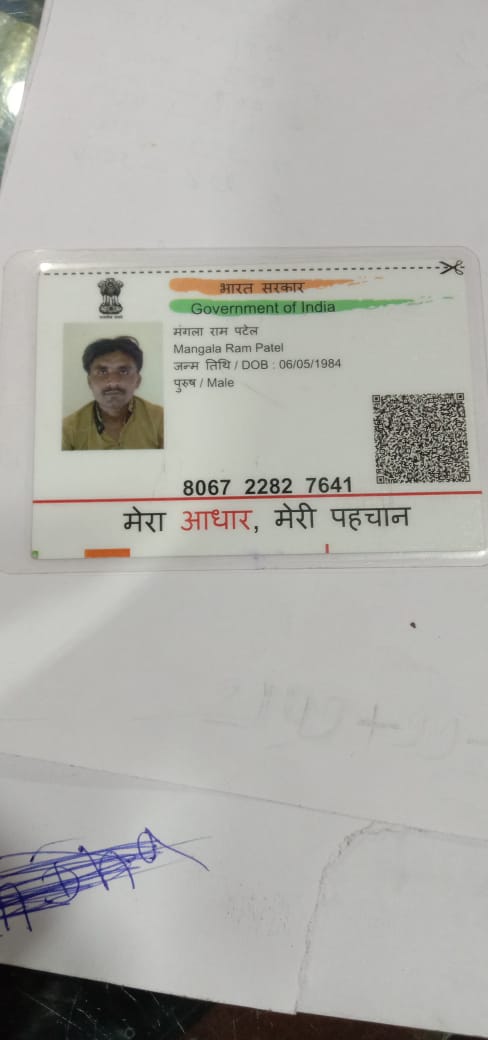 भारत सरकार
Government of India
मंगला राम पटेल
Mangala Ram Patel
जन्म तिथि / DOB : 06/05/1984
पुरुष / Male
8067 2282 7641
मेरा आधार, मेरी पहचान